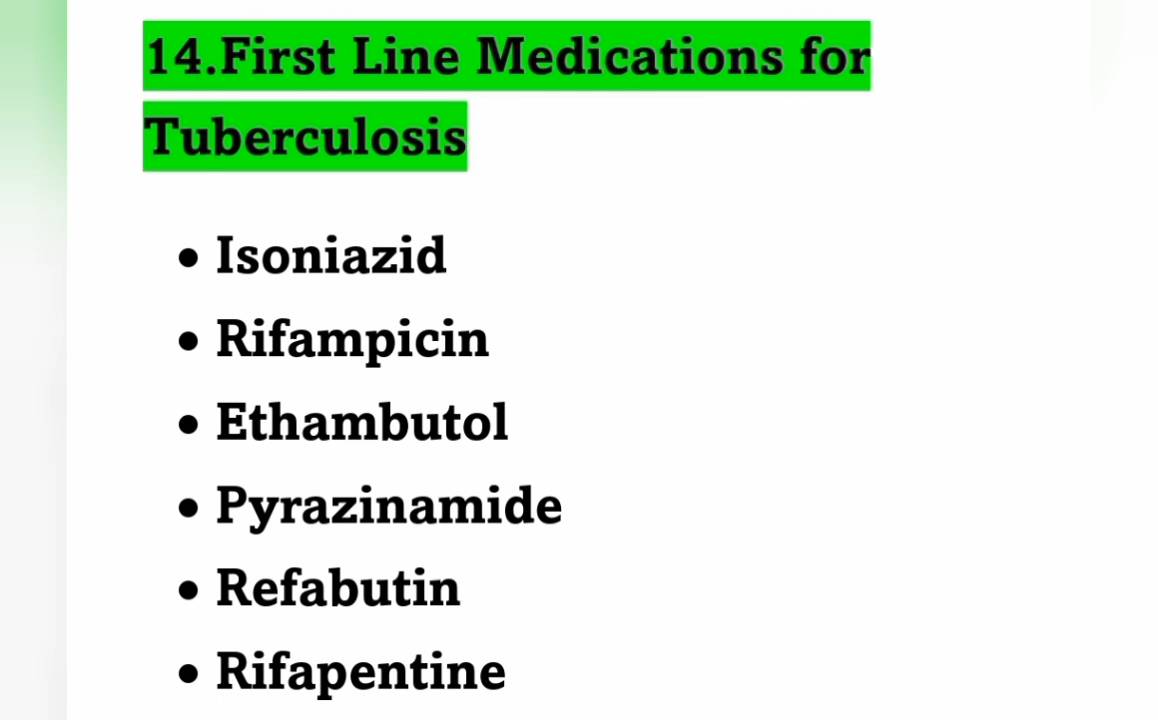 14.First Line Medications for
Tuberculosis
• Isoniazid
• Rifampicin
• Ethambutol
• Pyrazinamide
• Refabutin
• Rifapentine